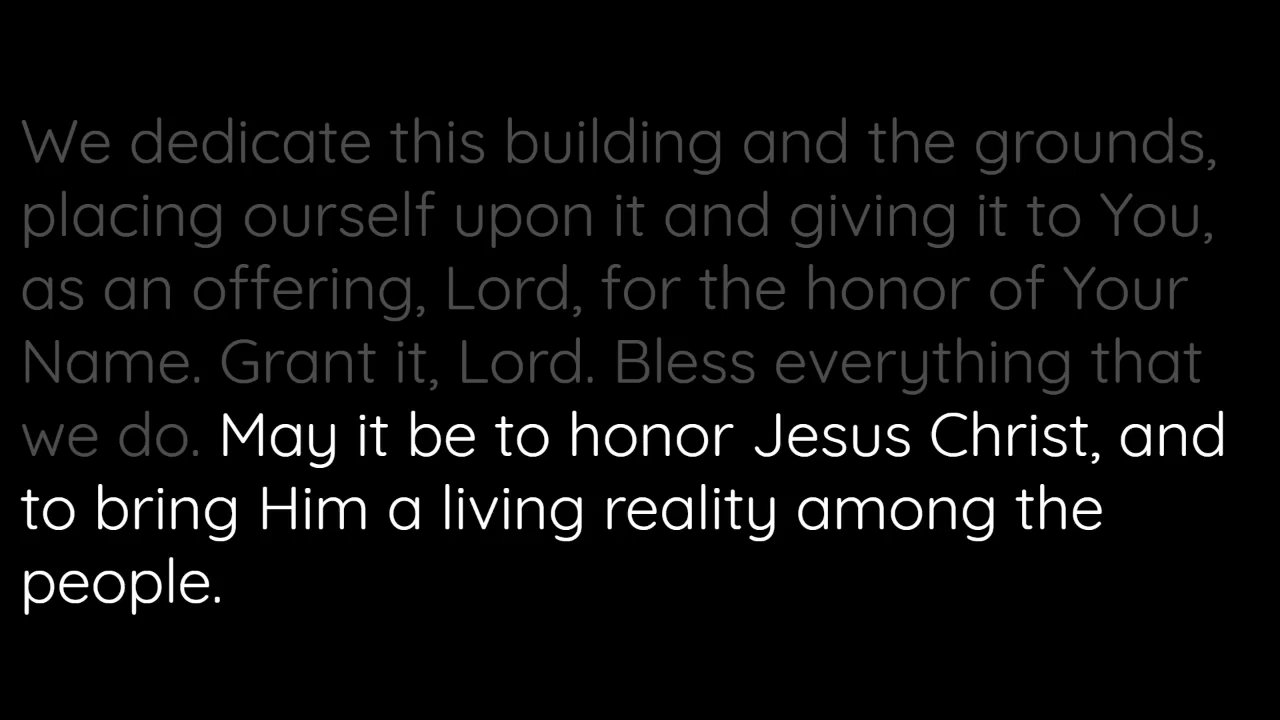 We dedicate this building and the grounds,
placing ourself upon it and giving it to You,
as an offering, Lord, for the honor of Your
Name. Grant it, Lord. Bless everything that
we do. May it be to honor Jesus Christ, and
to bring Him a living reality among the
people.